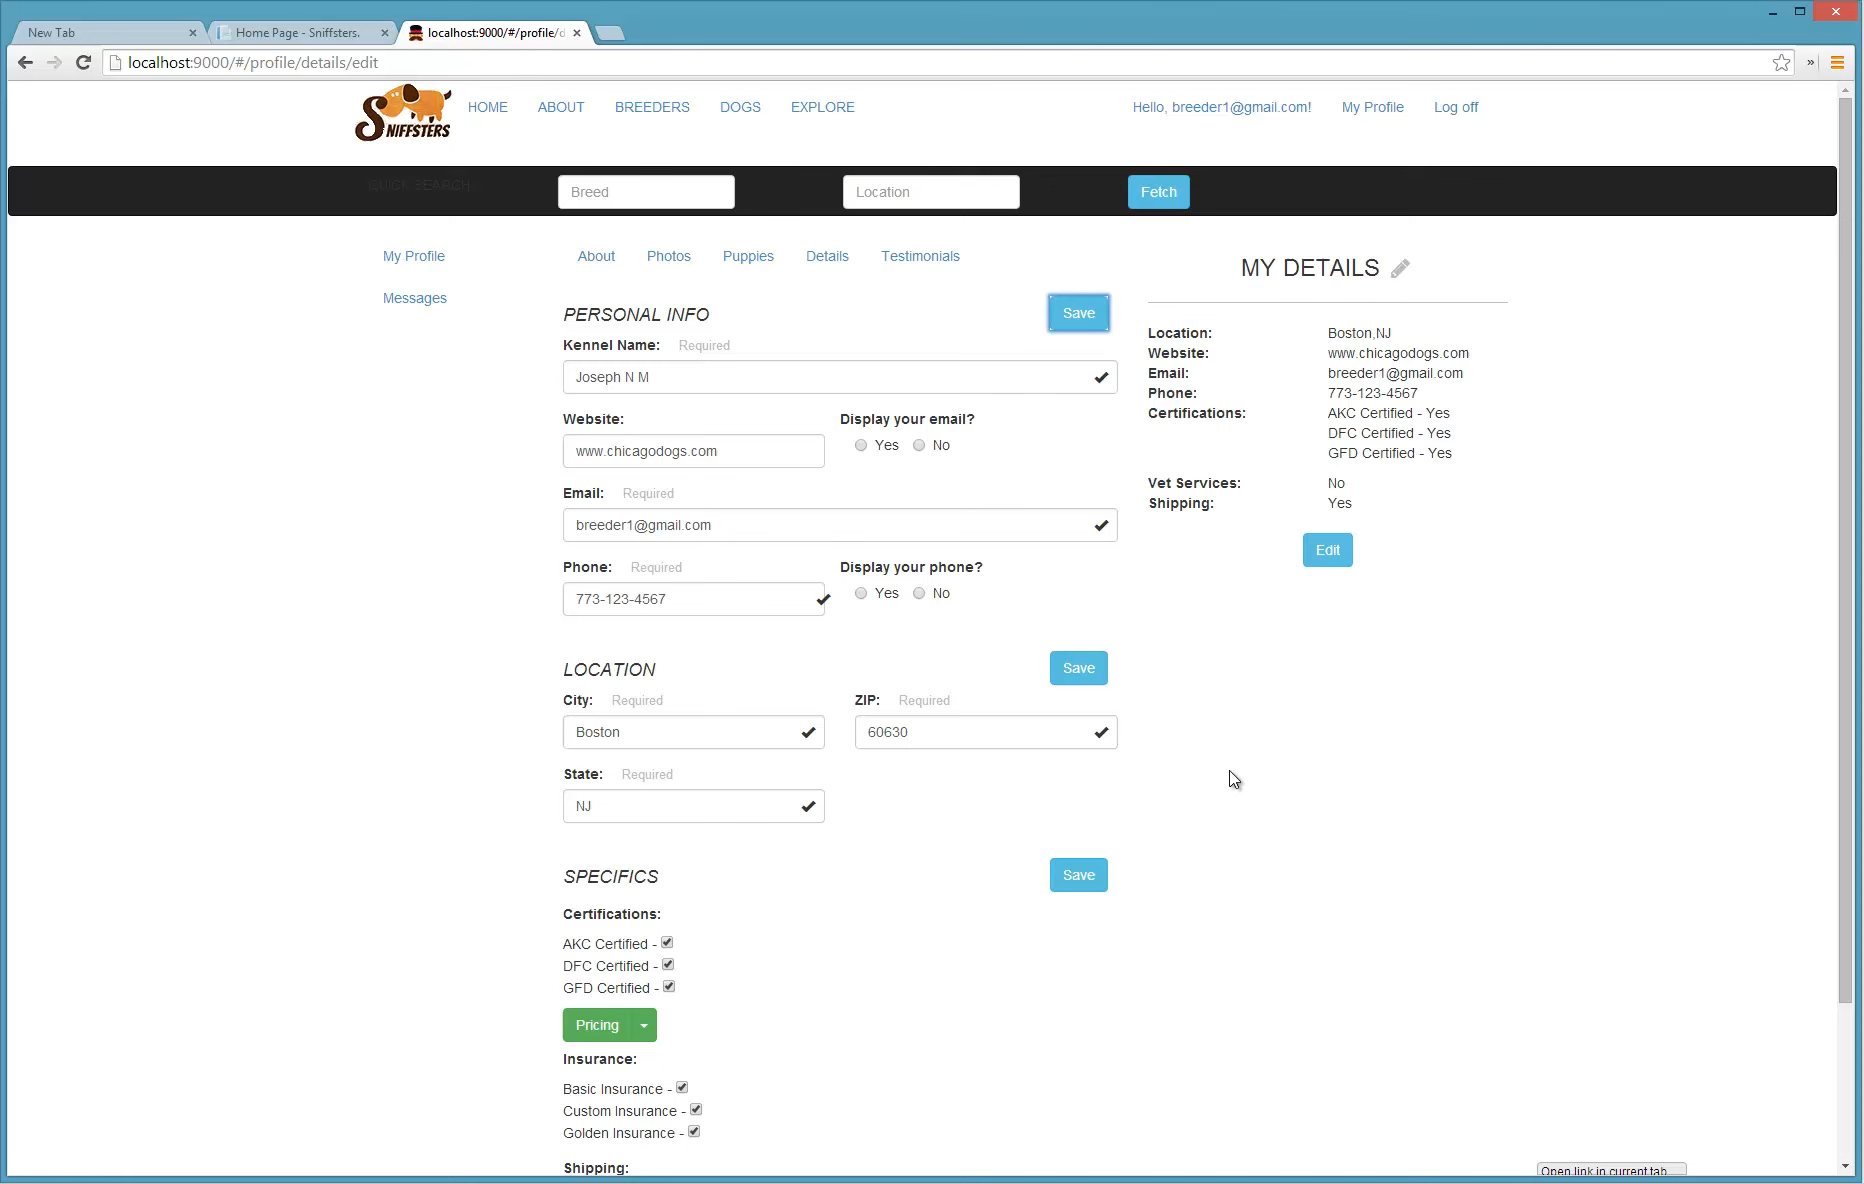 New Tab
Home Page - Sniffsters.
localhost:9000/#/profile/d
localhost:9000/#/profile/details/edit
»
SNIFFSTERS
HOME ABOUT BREEDERS DOGS EXPLORE
Hello, breeder1@gmail.com! My Profile Log off
QUICK SEARCH
Breed
Location
Fetch
My Profile
Messages
About Photos Puppies Details Testimonials
PERSONAL INFO
Save
Kennel Name: Required
Joseph N M
Website:
Display your email?
www.chicagodogs.com
Yes No
Email: Required
breeder1@gmail.com
Phone: Required
Display your phone?
773-123-4567
Yes No
LOCATION
Save
City: Required
ZIP: Required
Boston
60630
State: Required
NJ
SPECIFICS
Save
Certifications:
AKC Certified -
DFC Certified -
GFD Certified -
Pricing
Insurance:
Basic Insurance -
Custom Insurance -
Golden Insurance -
Shipping:
MY DETAILS
Location: Boston,NJ
Website: www.chicagodogs.com
Email: breeder1@gmail.com
Phone: 773-123-4567
Certifications: AKC Certified - Yes
DFC Certified - Yes
GFD Certified - Yes
Vet Services: No
Shipping: Yes
Edit
Open link in current tab